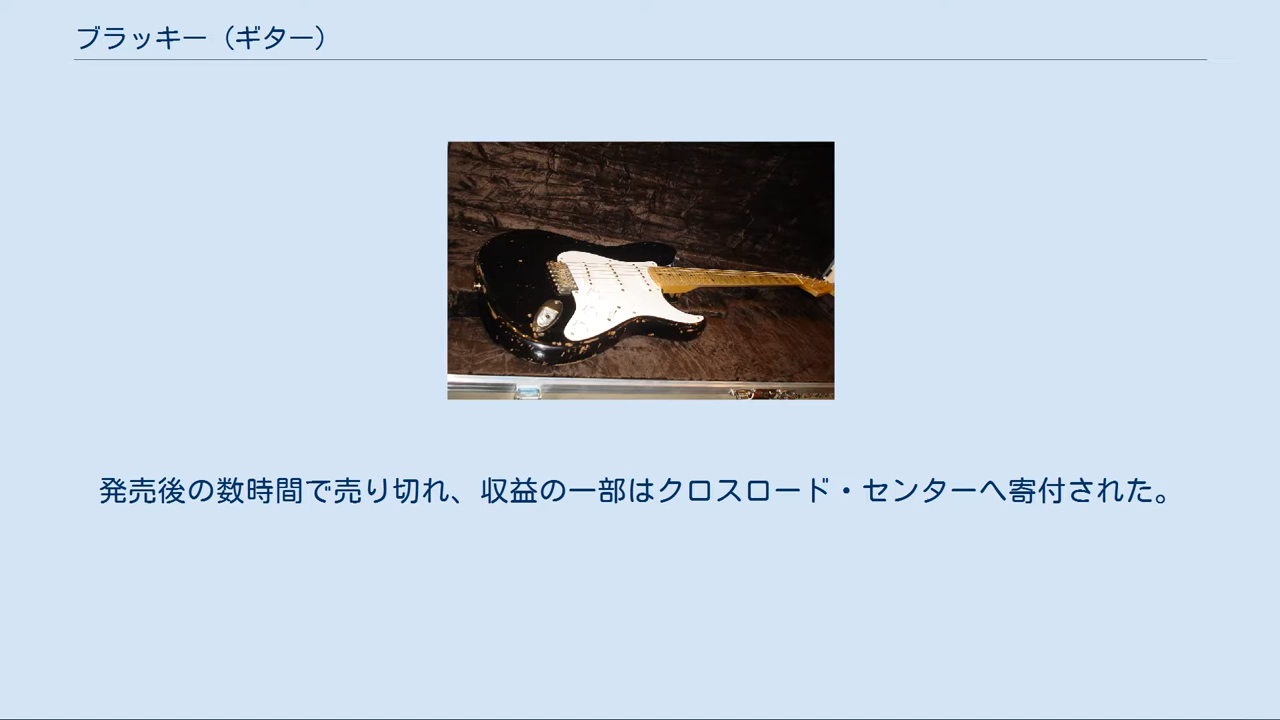 ブラッキー（ギター）
発売後の数時間で売り切れ、収益の一部はクロスロード・センターへ寄付された。